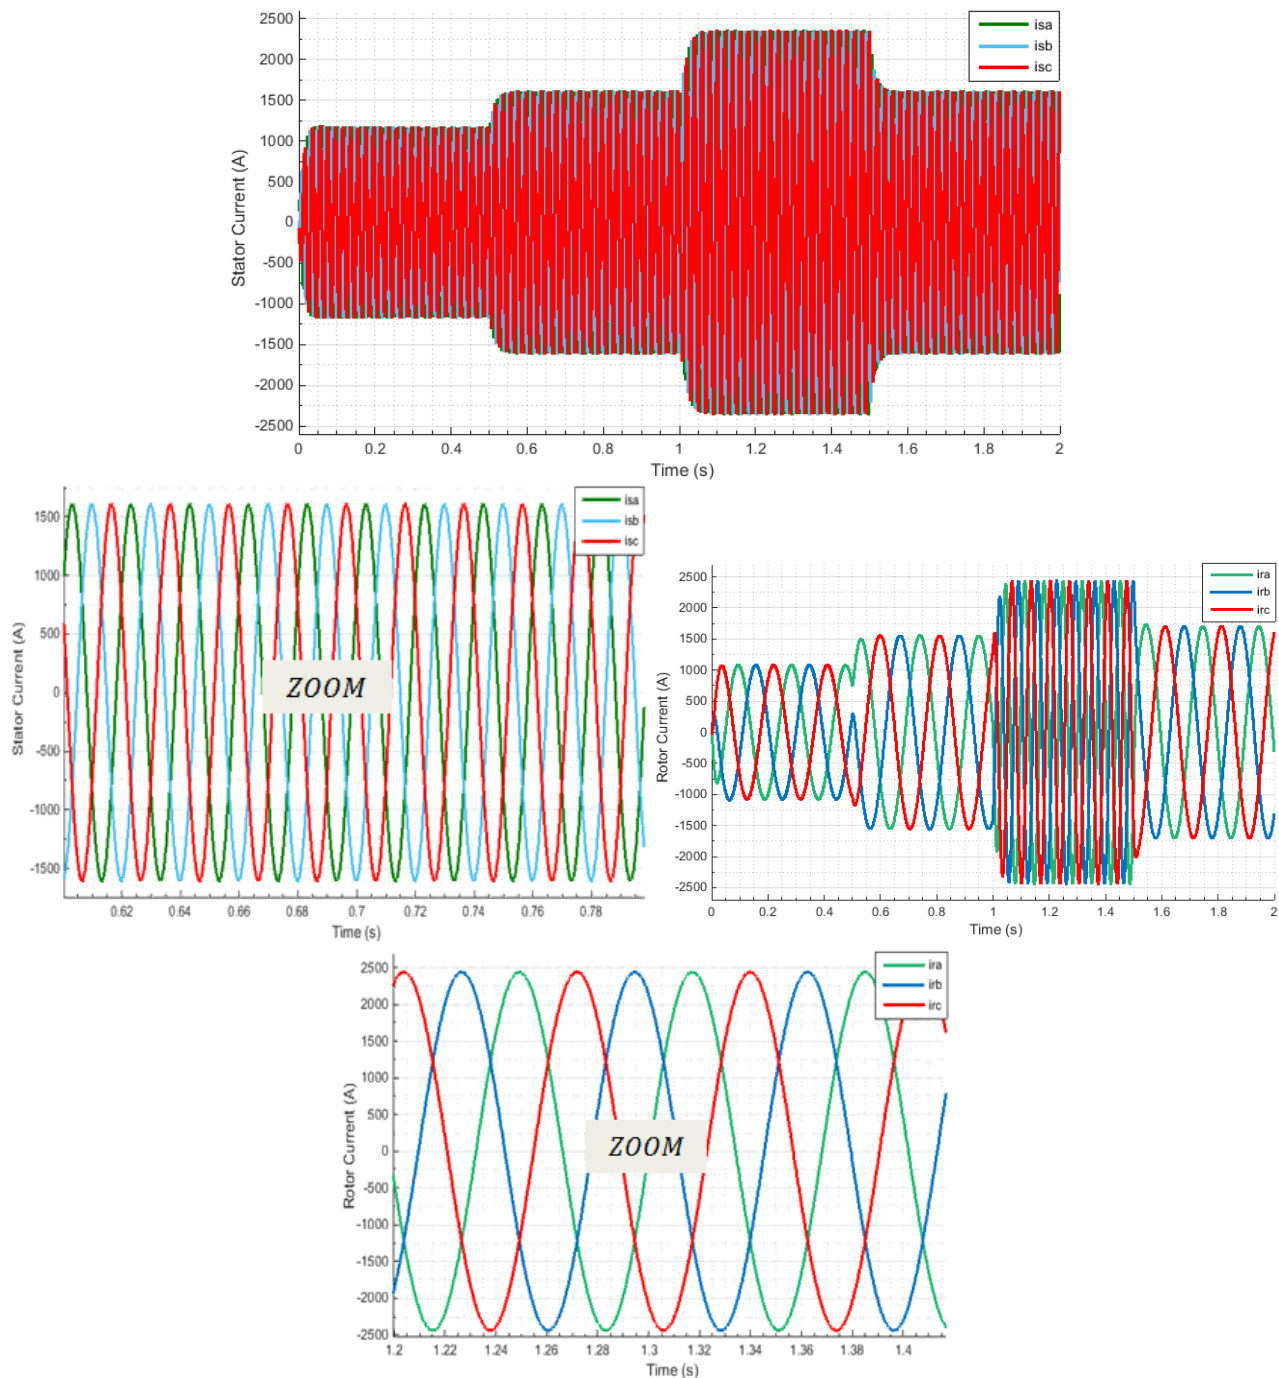 2500
2000
1500
1000
500
0
-500
-1000
-1500
-2000
-2500
Stator Current (A)
0 0.2 0.4 0.6 0.8 1 1.2 1.4 1.6 1.8 2
Time (s)
isa
isb
isc
1500
1000
500
0
-500
-1000
-1500
Stator Current (A)
0.62 0.64 0.66 0.68 0.7 0.72 0.74 0.76 0.78
Time (s)
isa
isb
isc
ZOOM
2500
2000
1500
1000
500
0
-500
-1000
-1500
-2000
-2500
Rotor Current (A)
0 0.2 0.4 0.6 0.8 1 1.2 1.4 1.6 1.8 2
Time (s)
ira
irb
irc
2500
2000
1500
1000
500
0
-500
-1000
-1500
-2000
-2500
Rotor Current (A)
1.2 1.22 1.24 1.26 1.28 1.3 1.32 1.34 1.36 1.38 1.4
Time (s)
ira
irb
irc
ZOOM